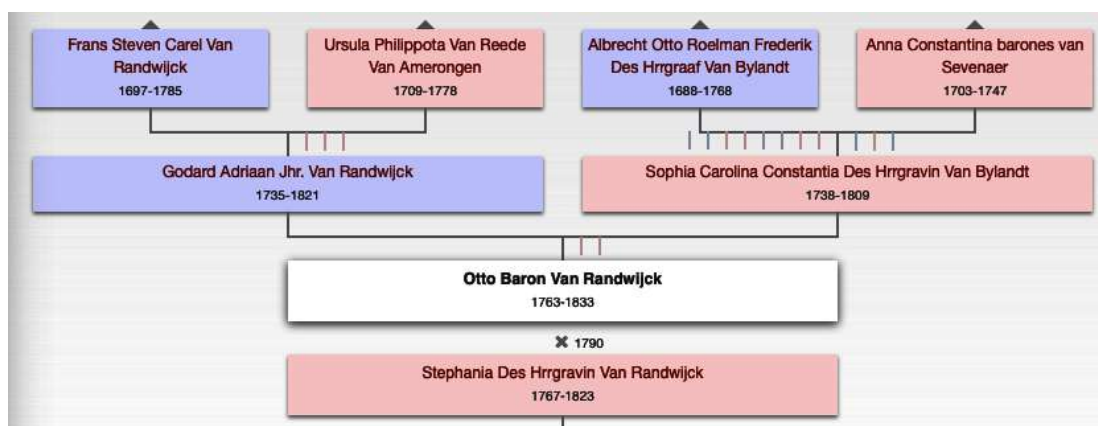 Frans Steven Carel Van
Randwijck
1697-1785
Ursula Philippota Van Reede
Van Amerongen
1709-1778
Albrecht Otto Roelman Frederik
Des Hrrgraaf Van Bylandt
1688-1768
Anna Constantina barones van
Sevenaer
1703-1747
Godard Adriaan Jhr. Van Randwijck
1735-1821
Sophia Carolina Constantia Des Hrrgravin Van Bylandt
1738-1809
Otto Baron Van Randwijck
1763-1833
✖ 1790
Stephania Des Hrrgravin Van Randwijck
1767-1823